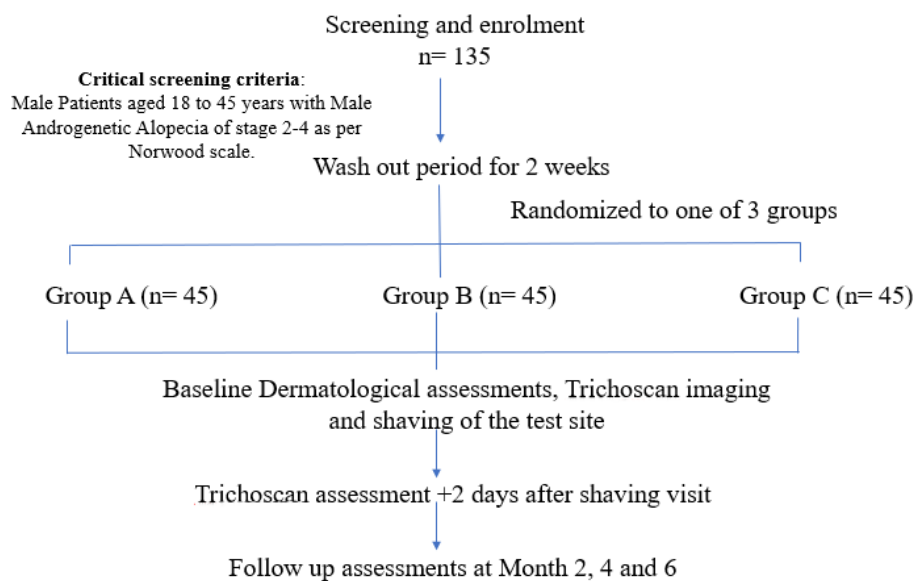 Screening and enrolment
n= 135
Critical screening criteria:
Male Patients aged 18 to 45 years with Male
Androgenetic Alopecia of stage 2-4 as per
Norwood scale.
Wash out period for 2 weeks
Randomized to one of 3 groups
Group A (n= 45)
Group B (n= 45)
Group C (n= 45)
Baseline Dermatological assessments, Trichoscan imaging
and shaving of the test site
Trichoscan assessment +2 days after shaving visit
Follow up assessments at Month 2, 4 and 6